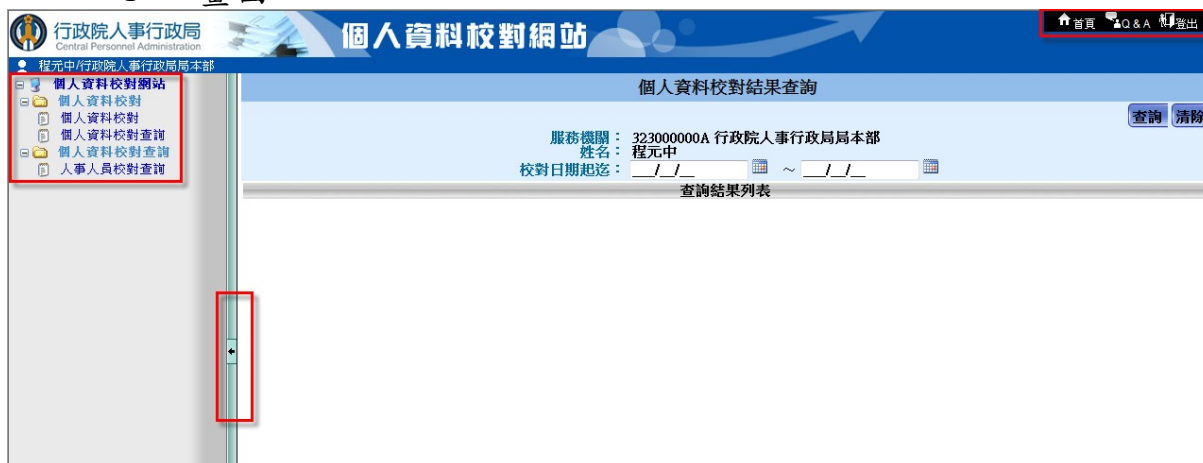 登出
行政院人事行政局
Central Personnel Administration
個人資料校對網站
首頁 Q & A 登出
程元中/行政院人事行政局局本部
個人資料校對網站
個人資料校對
個人資料校對
個人資料校對查詢
個人資料校對查詢
人事人員校對查詢
個人資料校對結果查詢
查詢 清除
服務機關： 323000000A 行政院人事行政局局本部
姓名： 程元中
校對日期起迄： __/_/__ ～ __/_/__
查詢結果列表